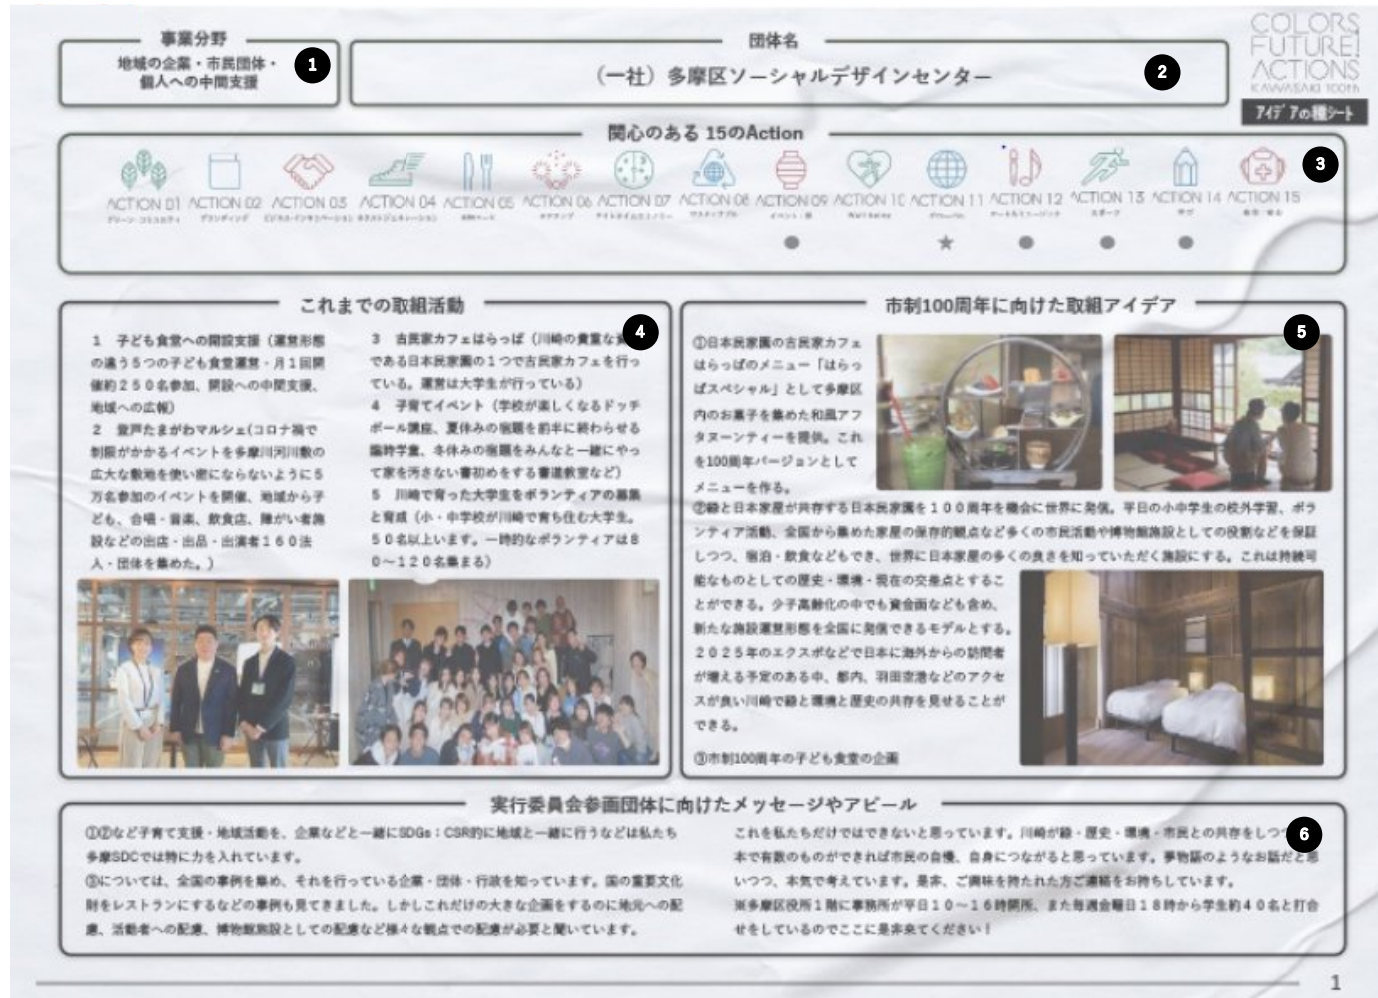 事業分野
地域の企業・市民団体・
個人への中間支援
1
団体名
（一社）多摩区ソーシャルデザインセンター
2
COLORS,
FUTURE!
ACTIONS
KAWASAKI 100th
アイデアの種シート
関心のある 15のAction
3
ACTION 01 ACTION 02 ACTION 03 ACTION 04 ACTION 05 ACTION 06 ACTION 07 ACTION 08 ACTION 09 ACTION 10 ACTION 11 ACTION 12 ACTION 13 ACTION 14 ACTION 15
● ★ ● ● ●
これまでの取組活動
4
1　子ども食堂への開設支援（運営形態
の違う５つの子ども食堂運営・月１回開
催約２５０名参加、開設への中間支援、
地域への広報）
2　登戸たまがわマルシェ(コロナ禍で
制限がかかるイベントを多摩川河川敷の
広大な敷地を使い密にならないように５
万名参加のイベントを開催、地域から子
ども、合唱・音楽、飲食店、障がい者施
設などの出店・出品・出演者１６０法
人・団体を集めた。）
3　古民家カフェはらっぱ（川崎の貴重な
である日本民家園の１つで古民家カフェを行っ
ている。運営は大学生が行っている）
4　子育てイベント（学校が楽しくなるドッチ
ボール講座、夏休みの宿題を前半に終わらせる
臨時学童、冬休みの宿題をみんなと一緒にやっ
て家を汚さない書初めをする書道教室など）
5　川崎で育った大学生をボランティアの募集
と育成（小・中学校が川崎で育ち住む大学生。
５０名以上います。一時的なボランティアは８
０～１２０名集まる）
市制100周年に向けた取組アイデア
5
①日本民家園の古民家カフェ
はらっぱのメニュー「はらっ
ぱスペシャル」として多摩区
内のお菓子を集めた和風アフ
タヌーンティーを提供。これ
を100周年バージョンとして
メニューを作る。
②緑と日本家屋が共存する日本民家園を１００周年を機会に世界に発信。平日の小中学生の校外学習、ボラ
ンティア活動、全国から集めた家屋の保存的観点など多くの市民活動や博物館施設としての役割などを保証
しつつ、宿泊・飲食などもでき、世界に日本家屋の多くの良さを知っていただく施設にする。これは持続可
能なものとしての歴史・環境・現在の交差点とするこ
とができる。少子高齢化の中でも資金面なども含め、
新たな施設運営形態を全国に発信できるモデルとする。
２０２５年のエクスポなどで日本に海外からの訪問者
が増える予定のある中、都内、羽田空港などのアクセ
スが良い川崎で緑と環境と歴史の共存を見せることが
できる。
③市制100周年の子ども食堂の企画
実行委員会参画団体に向けたメッセージやアピール
6
①②など子育て支援・地域活動を、企業などと一緒にSDGs：CSR的に地域と一緒に行うなどは私たち
多摩SDCでは特に力を入れています。
③については、全国の事例を集め、それを行っている企業・団体・行政を知っています。国の重要文化
財をレストランにするなどの事例も見てきました。しかしこれだけの大きな企画をするのに地元への配
慮、活動者への配慮、博物館施設としての配慮など様々な観点での配慮が必要と聞いています。
これを私たちだけではできないと思っています。川崎が緑・歴史・環境・市民との共存をしつつ
本で有数のものができれば市民の自慢、自身につながると思っています。夢物語のようなお話だと思
いつつ、本気で考えています。是非、ご興味を持たれた方ご連絡をお待ちしています。
※多摩区役所１階に事務所が平日１０～１６時開所、また毎週金曜日１８時から学生約４０名と打合
せをしているのでここに是非来てください！
1